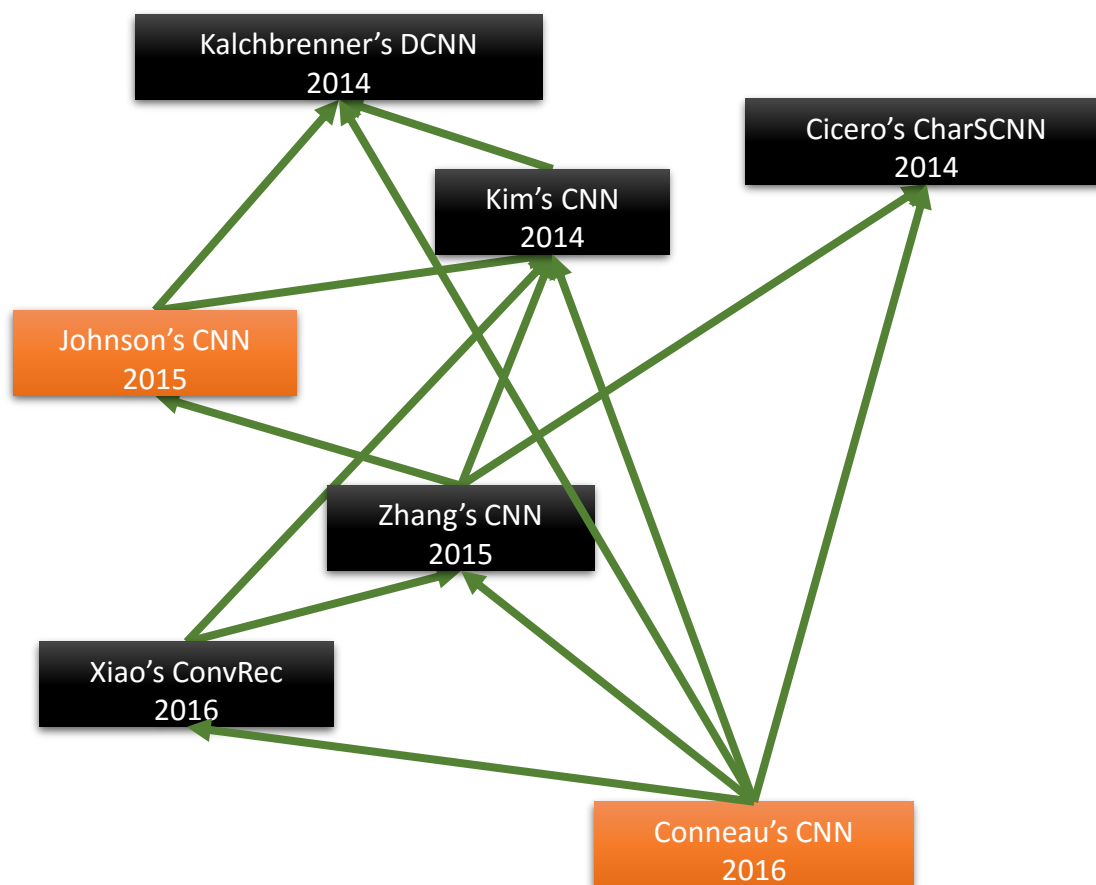 Kalchbrenner’s DCNN
2014
Cicero’s CharSCNN
2014
Kim’s CNN
2014
Johnson’s CNN
2015
Zhang’s CNN
2015
Xiao’s ConvRec
2016
Conneau’s CNN
2016